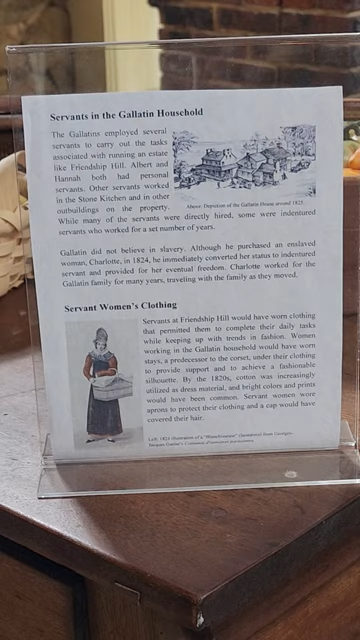 Servants in the Gallatin Household
The Gallatins employed several
servants to carry out the tasks
associated with running an estate
like Friendship Hill. Albert and
Hannah both had personal
servants. Other servants worked
in the Stone Kitchen and in other
outbuildings on the property.
Above: Depiction of the Gallatin House around 1825.
While many of the servants were directly hired, some were indentured
servants who worked for a set number of years.
Gallatin did not believe in slavery. Although he purchased an enslaved
woman, Charlotte, in 1824, he immediately converted her status to indentured
servant and provided for her eventual freedom. Charlotte worked for the
Gallatin family for many years, traveling with the family as they moved.
Servant Women's Clothing
Servants at Friendship Hill would have worn clothing
that permitted them to complete their daily tasks
while keeping up with trends in fashion. Women
working in the Gallatin household would have worn
stays, a predecessor to the corset, under their clothing
to provide support and to achieve a fashionable
silhouette. By the 1820s, cotton was increasingly
utilized as dress material, and bright colors and prints
would have been common. Servant women wore
aprons to protect their clothing and a cap would have
covered their hair.
Left: 1824 illustration of a from Georges-
Jacques Gatine's